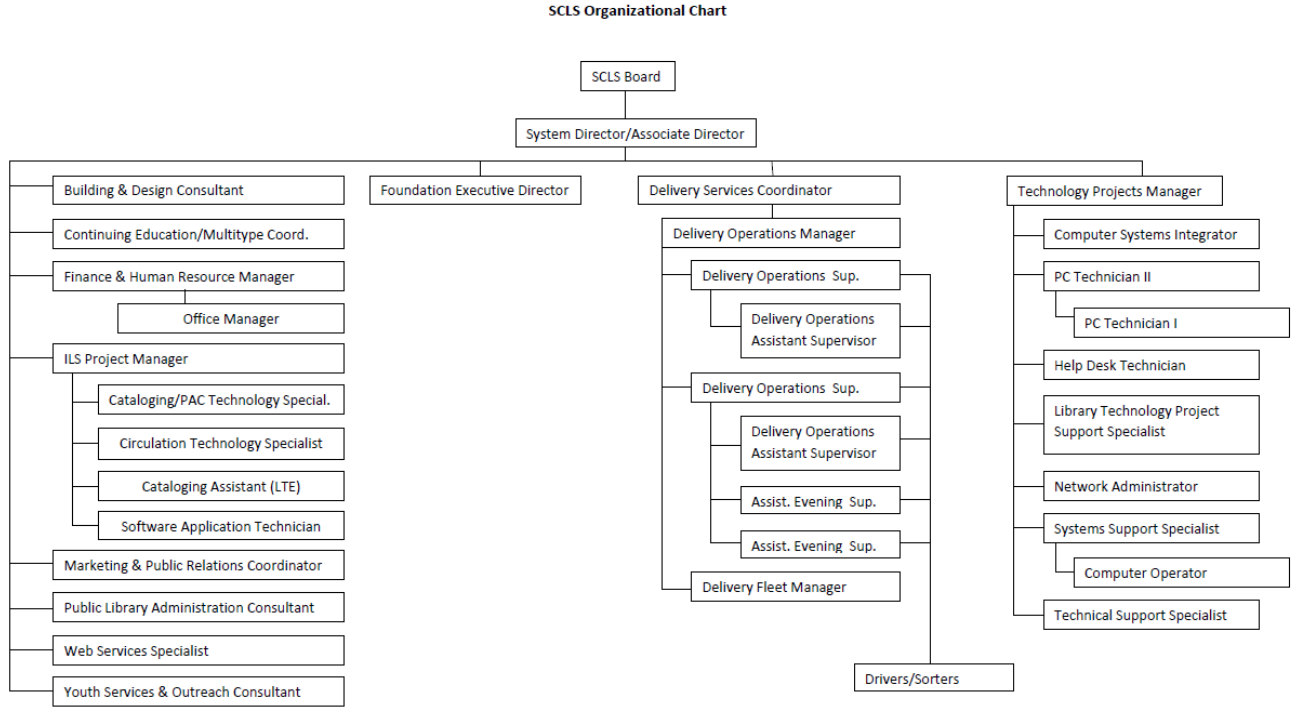 SCLS Organizational Chart
SCLS Board
System Director/Associate Director
Building & Design Consultant
Continuing Education/Multitype Coord.
Finance & Human Resource Manager
Office Manager
ILS Project Manager
Cataloging/PAC Technology Special.
Circulation Technology Specialist
Cataloging Assistant (LTE)
Software Application Technician
Marketing & Public Relations Coordinator
Public Library Administration Consultant
Web Services Specialist
Youth Services & Outreach Consultant
Foundation Executive Director
Delivery Services Coordinator
Delivery Operations Manager
Delivery Operations Sup.
Delivery Operations
Assistant Supervisor
Delivery Operations Sup.
Delivery Operations
Assistant Supervisor
Assist. Evening Sup.
Assist. Evening Sup.
Delivery Fleet Manager
Drivers/Sorters
Technology Projects Manager
Computer Systems Integrator
PC Technician II
PC Technician I
Help Desk Technician
Library Technology Project
Support Specialist
Network Administrator
Systems Support Specialist
Computer Operator
Technical Support Specialist